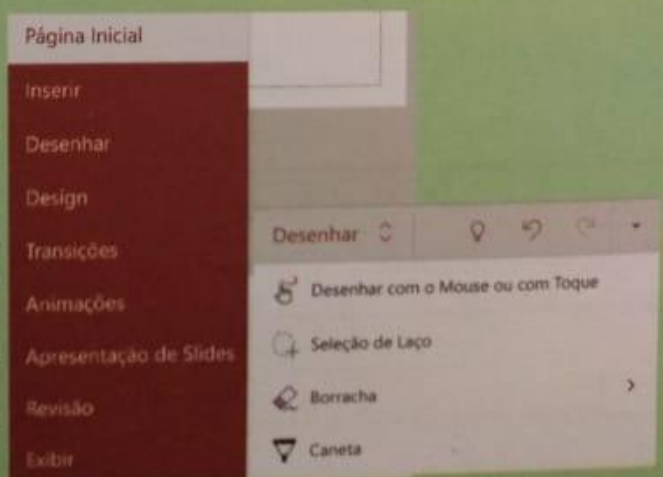 Página Inicial
Inserir
Desenhar
Design
Transições
Animações
Apresentação de Slides
Revisão
Exibir
Desenhar
Desenhar com o Mouse ou com Toque
Seleção de Laço
Borracha
Caneta